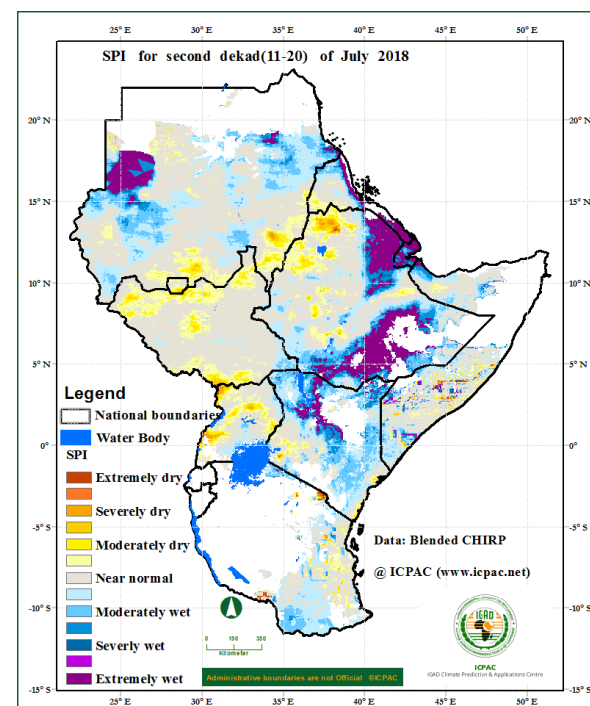 25° E 30° E 35° E 40° E 45° E 50° E
SPI for second dekad(11-20) of July 2018
20° N 20° N
15° N 15° N
10° N 10° N
5° N 5° N
0° 0°
-5° S -5° S
-10° S -10° S
-15° S -15° S
Legend
National boundaries
Water Body
SPI
Extremely dry
Severely dry
Moderately dry
Near normal
Moderately wet
Severly wet
Extremely wet
Data: Blended CHIRP
@ ICPAC (www.icpac.net)
0 130 300
Kilometer
IGAD
ICPAC
IGAD Climate Prediction & Applications Centre
Administrative boundaries are not Official ©ICPAC
25° E 30° E 35° E 40° E 45° E 50° E